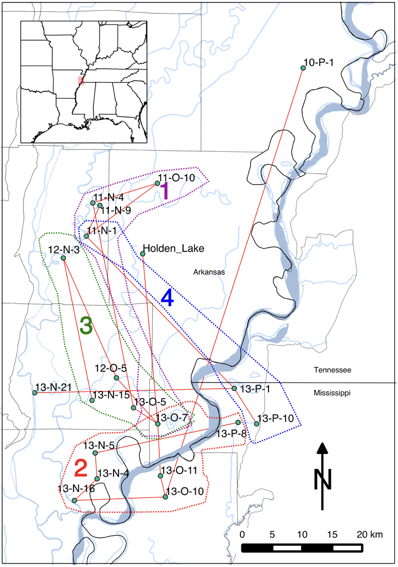 10-P-1
11-O-10
1
11-N-4
11-N-9
11-N-1
12-N-3
Holden_Lake
Arkansas
4
3
Tennessee
Mississippi
12-O-5
13-N-21
13-N-15
13-O-5
13-P-1
13-O-7
13-P-10
13-P-8
13-N-5
2
13-N-4
13-O-11
13-N-16
13-O-10
N
0 5 10 15 20 km